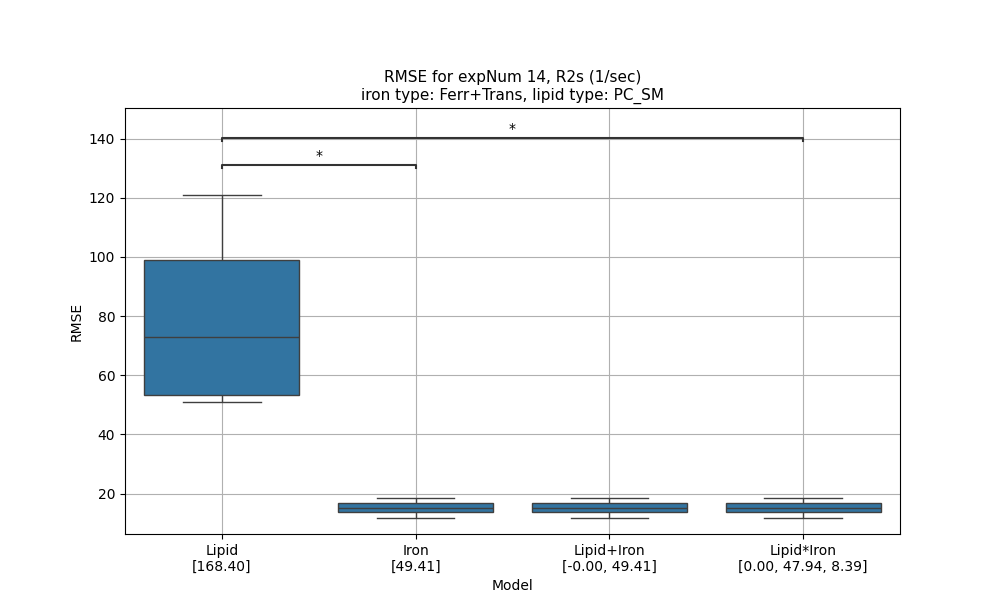 RMSE for expNum 14, R2s (1/sec)
iron type: Ferr+Trans, lipid type: PC_SM
140
120
100
80
60
40
20
RMSE
*
*
Lipid
[168.40]
Iron
[49.41]
Lipid+Iron
[-0.00, 49.41]
Lipid*Iron
[0.00, 47.94, 8.39]
Model